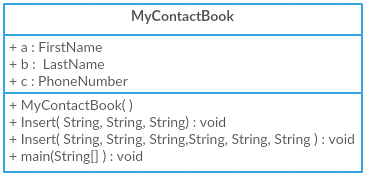 MyContactBook
+ a : FirstName
+ b :  LastName
+ c : PhoneNumber
+ MyContactBook( )
+ Insert( String, String, String) : void
+ Insert( String, String, String,String, String, String ) : void
+ main(String[] ) : void